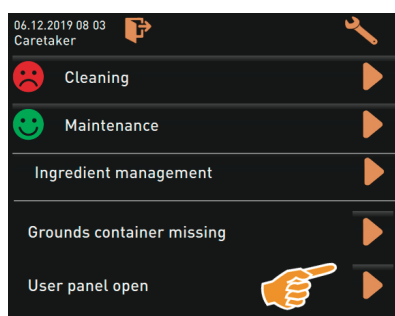 06.12.2019 08 03
Caretaker
Cleaning
Maintenance
Ingredient management
Grounds container missing
User panel open